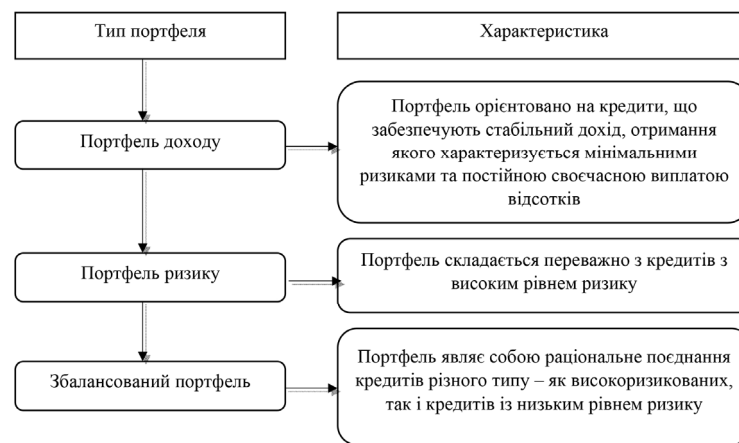 Тип портфеля
Характеристика
Портфель доходу
Портфель орієнтовано на кредити, що
забезпечують стабільний дохід, отримання
якого характеризується мінімальними
ризиками та постійною своєчасною виплатою
відсотків
Портфель ризику
Портфель складається переважно з кредитів з
високим рівнем ризику
Збалансований портфель
Портфель являє собою раціональне поєднання
кредитів різного типу – як високоризикованих,
так і кредитів із низьким рівнем ризику